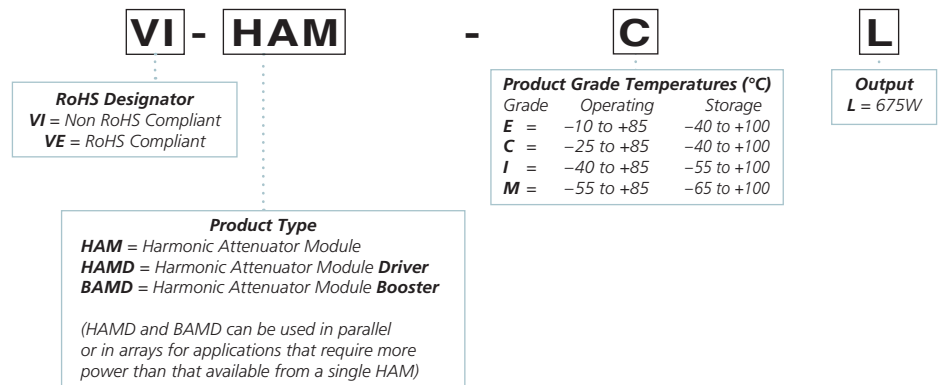 VI - HAM - C L
RoHS Designator
VI = Non RoHS Compliant
VE = RoHS Compliant
Product Grade Temperatures (°C)
Grade Operating Storage
E = –10 to +85 –40 to +100
C = –25 to +85 –40 to +100
I = –40 to +85 –55 to +100
M = –55 to +85 –65 to +100
Output
L = 675W
Product Type
HAM = Harmonic Attenuator Module
HAMD = Harmonic Attenuator Module Driver
BAMD = Harmonic Attenuator Module Booster
(HAMD and BAMD can be used in parallel
or in arrays for applications that require more
power than that available from a single HAM)